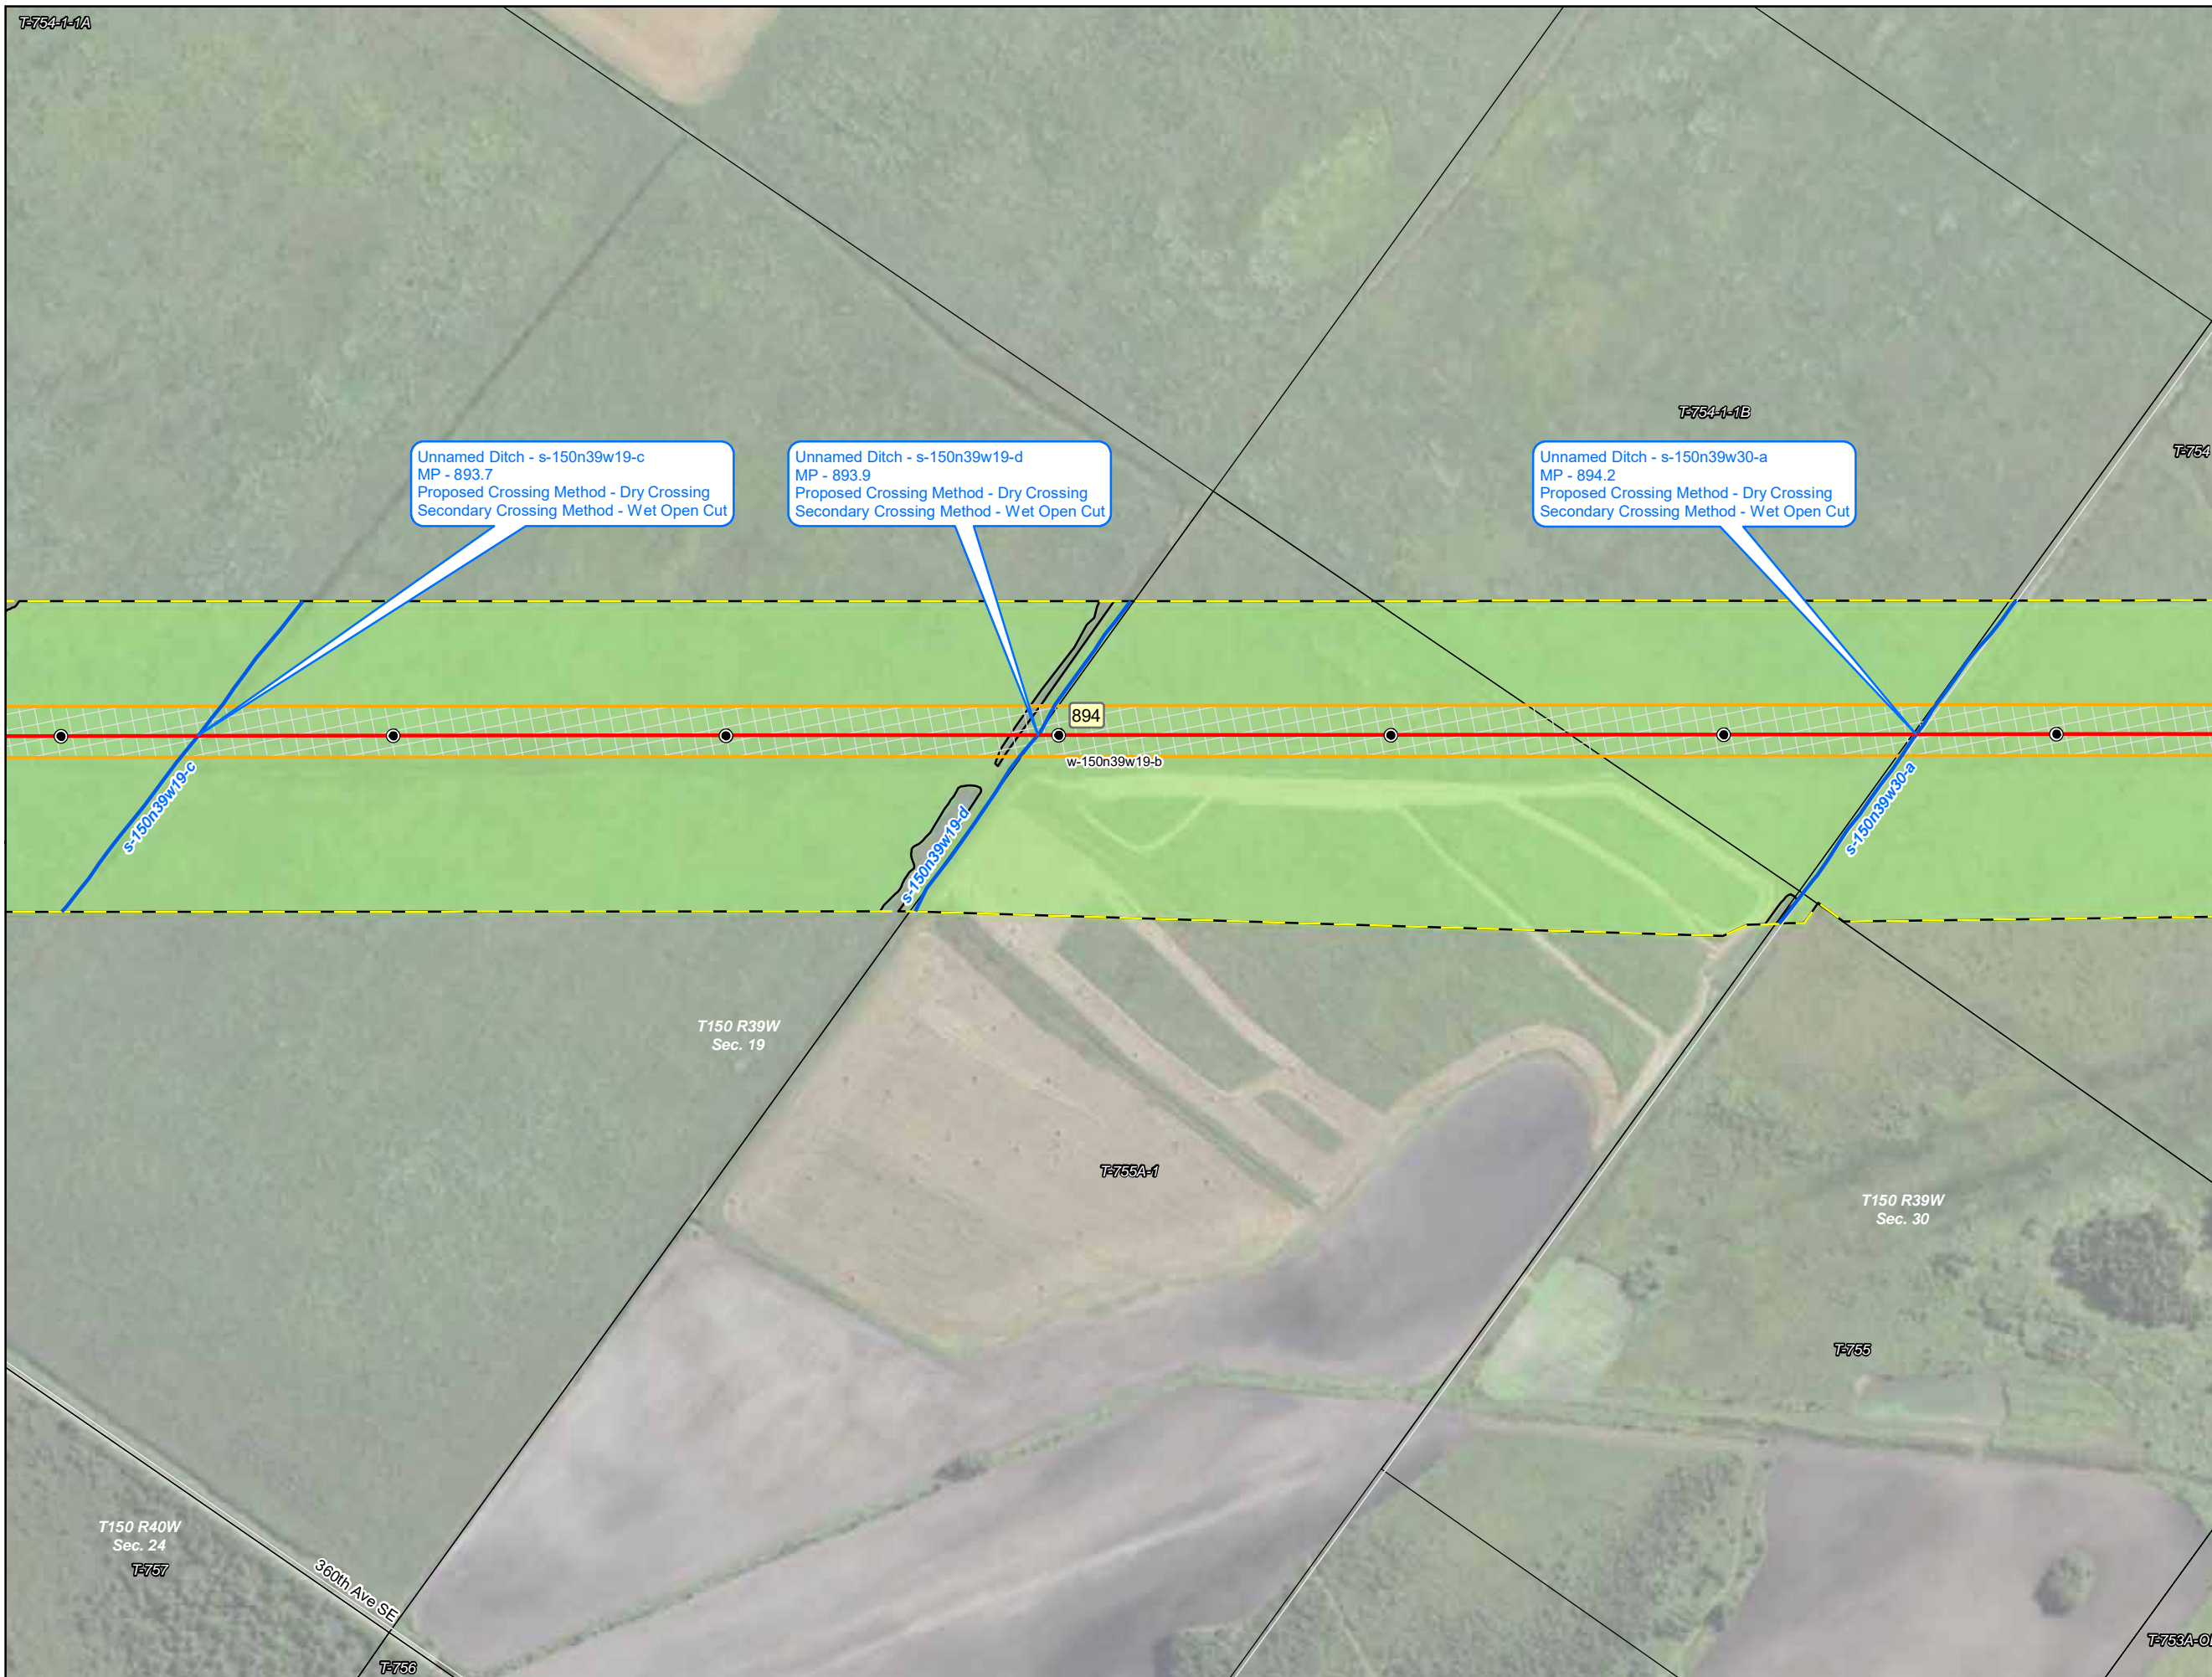 T-754-1-1A
T-754-1-1B
T-754
Unnamed Ditch - s-150n39w19-c
MP - 893.7
Proposed Crossing Method - Dry Crossing
Secondary Crossing Method - Wet Open Cut
Unnamed Ditch - s-150n39w19-d
MP - 893.9
Proposed Crossing Method - Dry Crossing
Secondary Crossing Method - Wet Open Cut
Unnamed Ditch - s-150n39w30-a
MP - 894.2
Proposed Crossing Method - Dry Crossing
Secondary Crossing Method - Wet Open Cut
894
w-150n39w19-b
s-150n39w19-c
s-150n39w19-d
s-150n39w30-a
T150 R39W
Sec. 19
T-755A-1
T150 R39W
Sec. 30
T-755
T150 R40W
Sec. 24
T-757
360th Ave SE
T-756